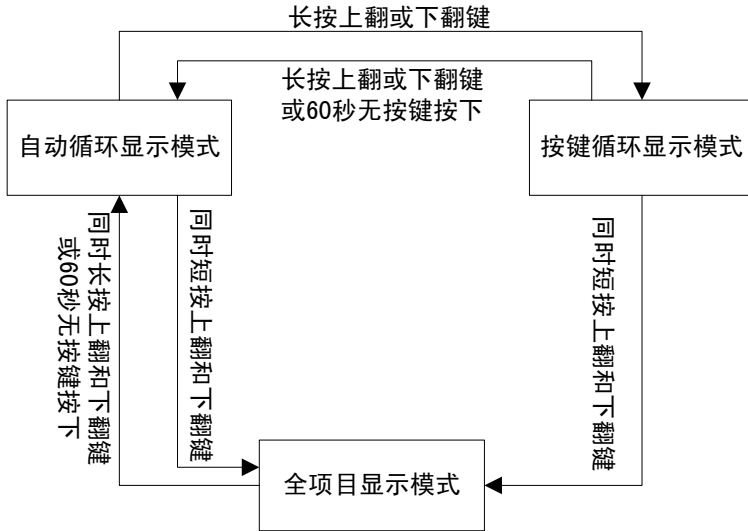 长按上翻或下翻键
长按上翻或下翻键
或60秒无按键按下
自动循环显示模式
按键循环显示模式
同时长按上翻和下翻键
或60秒无按键按下
同时短按上翻和下翻键
同时短按上翻和下翻键
全项目显示模式